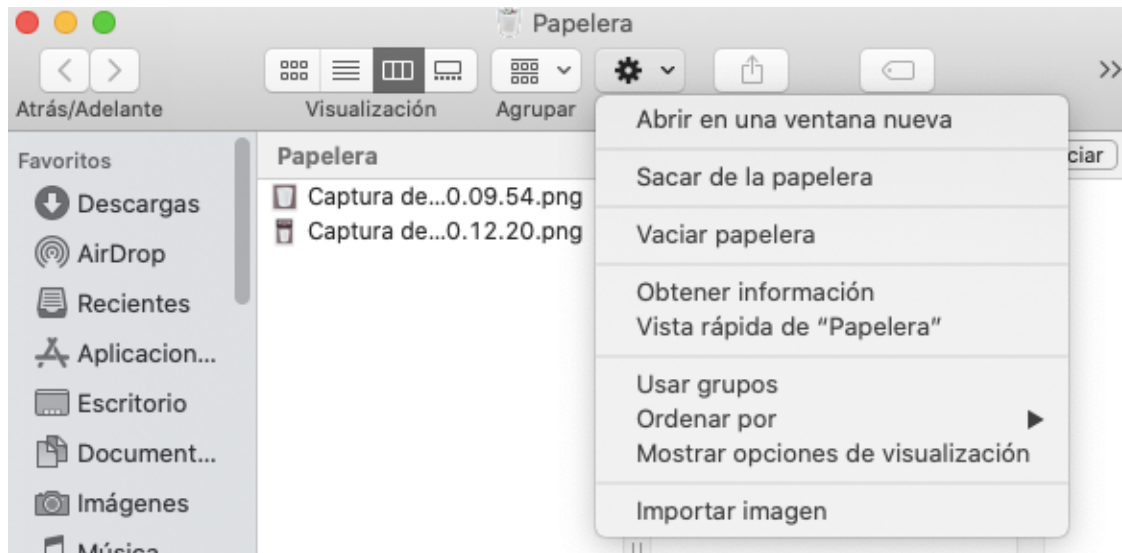 Papelera
Atrás/Adelante
Visualización
Agrupar
Favoritos
Descargas
AirDrop
Recientes
Aplicacion...
Escritorio
Document...
Imágenes
Música
Papelera
Captura de...0.09.54.png
Captura de...0.12.20.png
ciar
Abrir en una ventana nueva
Sacar de la papelera
Vaciar papelera
Obtener información
Vista rápida de “Papelera”
Usar grupos
Ordenar por
Mostrar opciones de visualización
Importar imagen